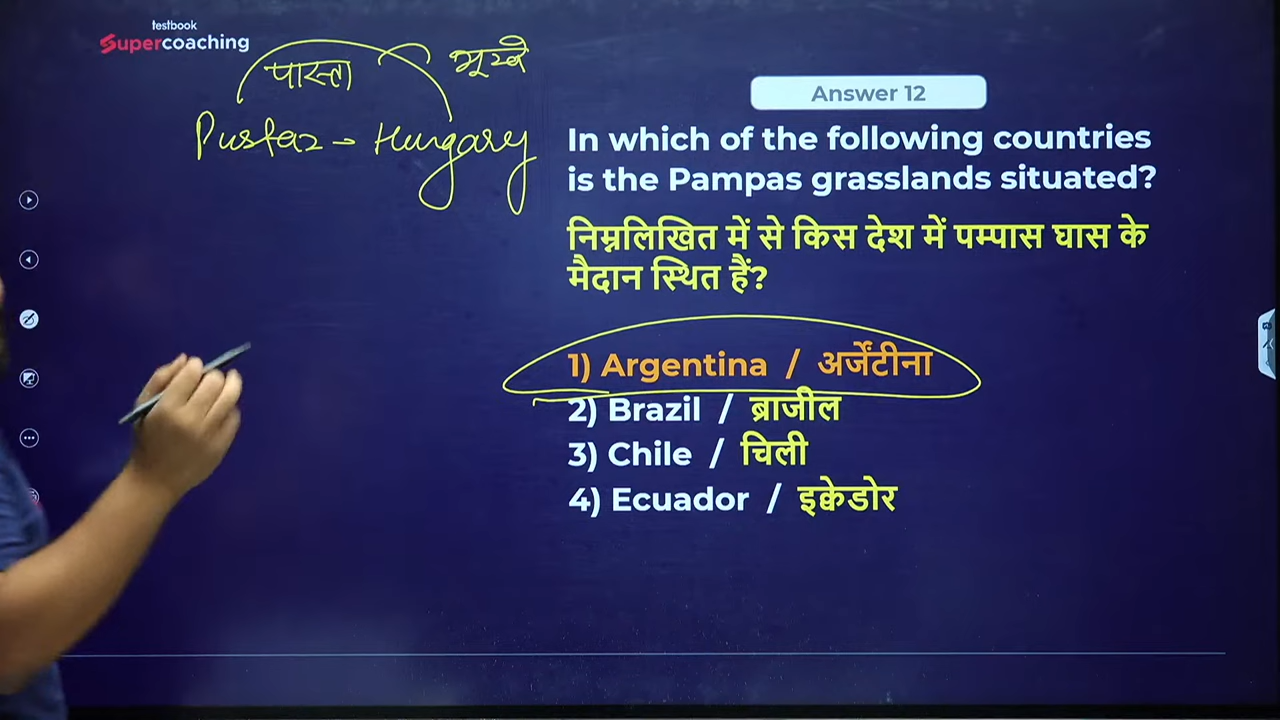 testbook
Supercoaching
पास्ता भूखे
Pustaz - Hungary
Answer 12
In which of the following countries
is the Pampas grasslands situated?
निम्नलिखित में से किस देश में पम्पास घास के
मैदान स्थित हैं?
1) Argentina / अर्जेंटीना
2) Brazil / ब्राजील
3) Chile / चिली
4) Ecuador / इक्वेडोर